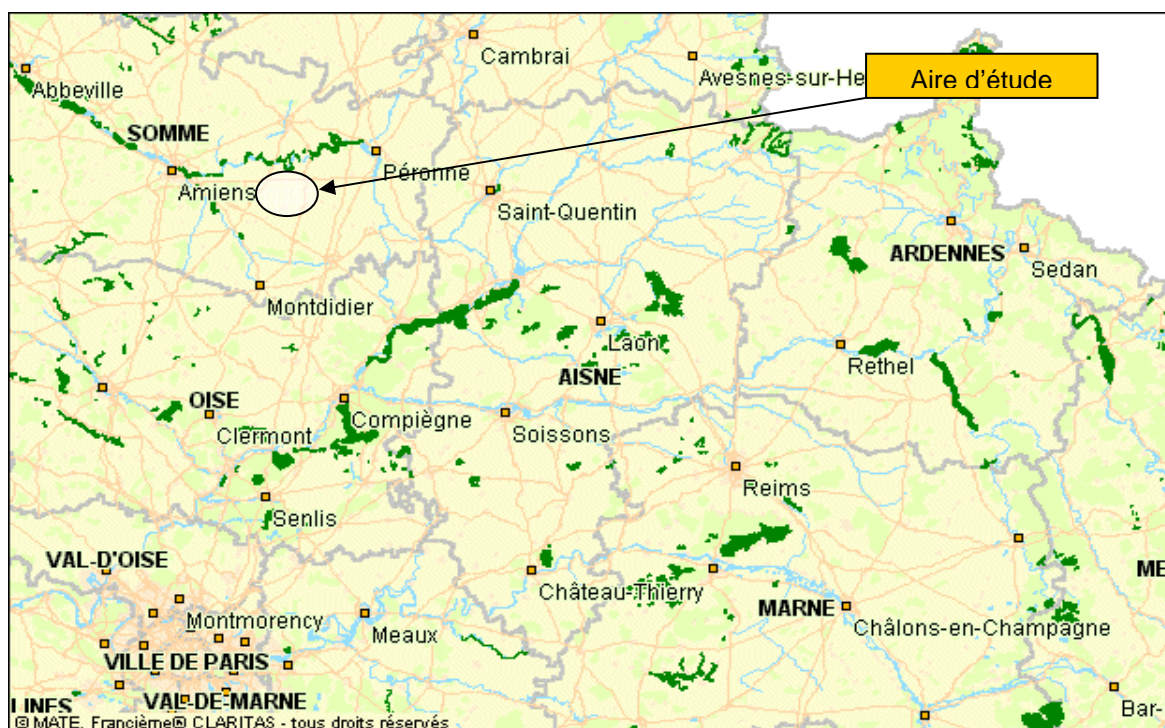 Cambrai
Avesnes-sur-He
Aire d'étude
Abbeville
SOMME
Péronne
Amiens
Saint-Quentin
ARDENNES
Sedan
Montdidier
Laon
Rethel
AISNE
OISE
Compiègne
Clermont
Soissons
Reims
Senlis
VAL-D'OISE
ME
Château-Thierry
MARNE
Montmorency
Meaux
Châlons-en-Champagne
VILLE DE PARIS
LINES
VAL-DE-MARNE
Bar-
© MATE, Francième® CLARITAS - tous droits réservés